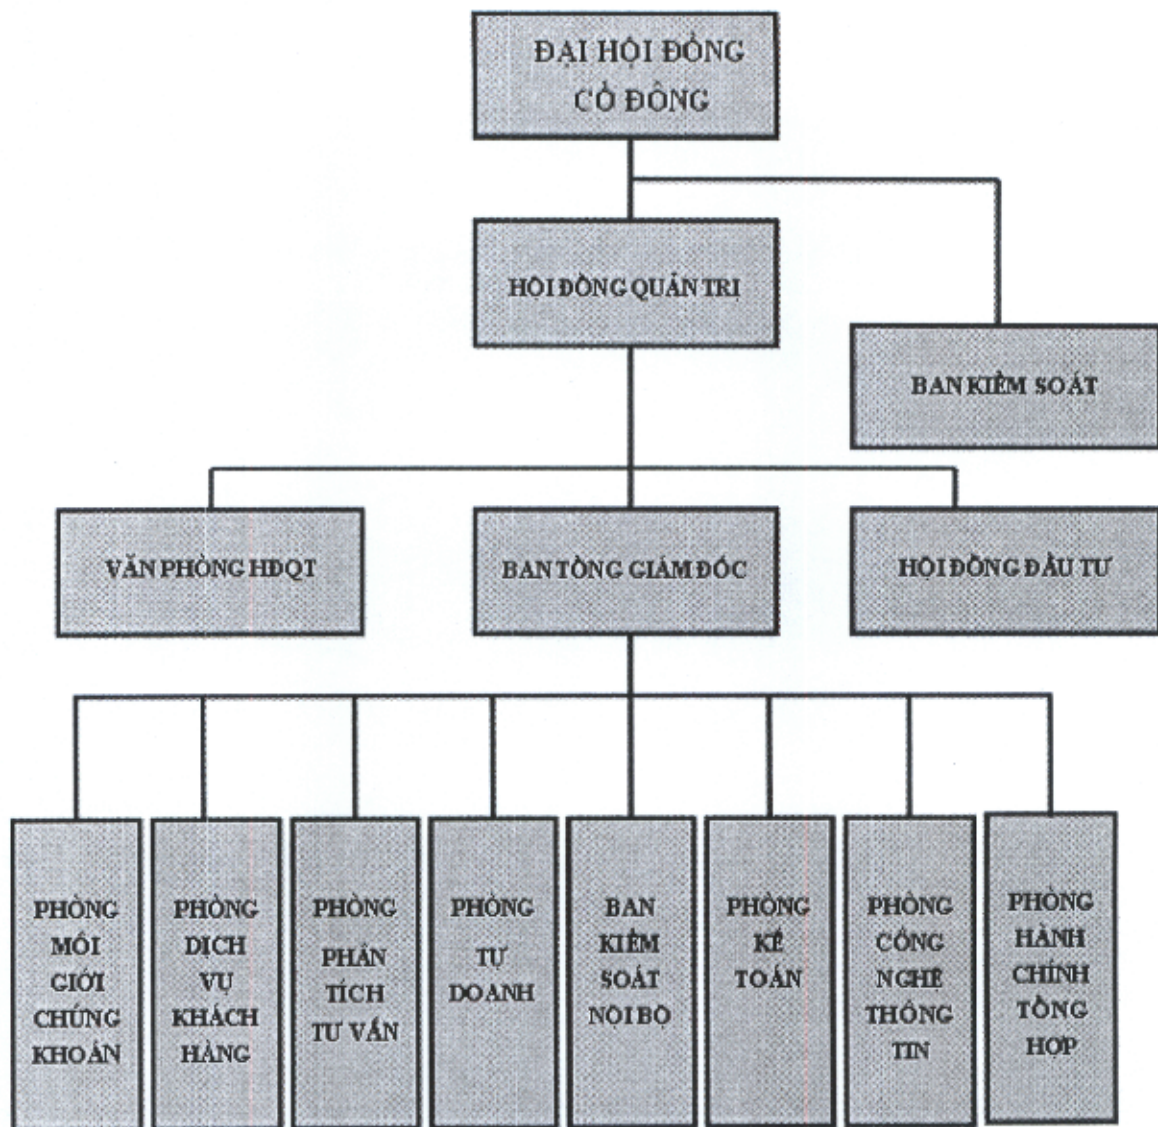 ĐẠI HỘI ĐỒNG
CỔ ĐÔNG
HỘI ĐỒNG QUẢN TRỊ
BAN KIỂM SOÁT
VĂN PHÒNG HĐQT
BAN TỔNG GIÁM ĐỐC
HỘI ĐỒNG ĐẦU TƯ
PHÒNG
MÔI
GIỚI
CHỨNG
KHOÁN
PHÒNG
DỊCH
VỤ
KHÁCH
HÀNG
PHÒNG
PHÂN
TÍCH
TƯ VẤN
PHÒNG
TỰ
DOANH
BAN
KIỂM
SOÁT
NỘI BỘ
PHÒNG
KẾ
TOÁN
PHÒNG
CÔNG
NGHỆ
THÔNG
TIN
PHÒNG
HÀNH
CHÍNH
TỔNG
HỢP